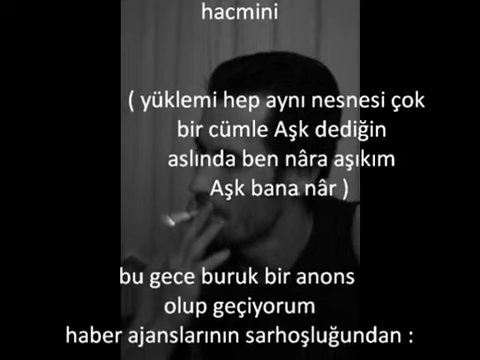 hacmini
( yüklemi hep aynı nesnesi çok
bir cümle Aşk dediğin
aslında ben nâra aşıkım
Aşk bana nâr )
bu gece buruk bir anons
olup geçiyorum
haber ajanslarının sarhoşluğundan :